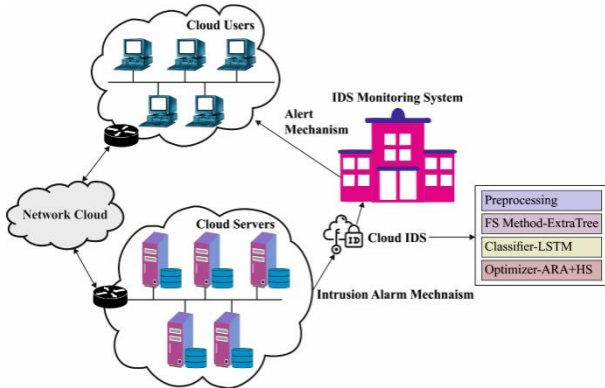 Cloud Users
IDS Monitoring System
Alert
Mechanism
Network Cloud
Cloud Servers
ID
Cloud IDS
Intrusion Alarm Mechnaism
Preprocessing
FS Method-ExtraTree
Classifier-LSTM
Optimizer-ARA+HS